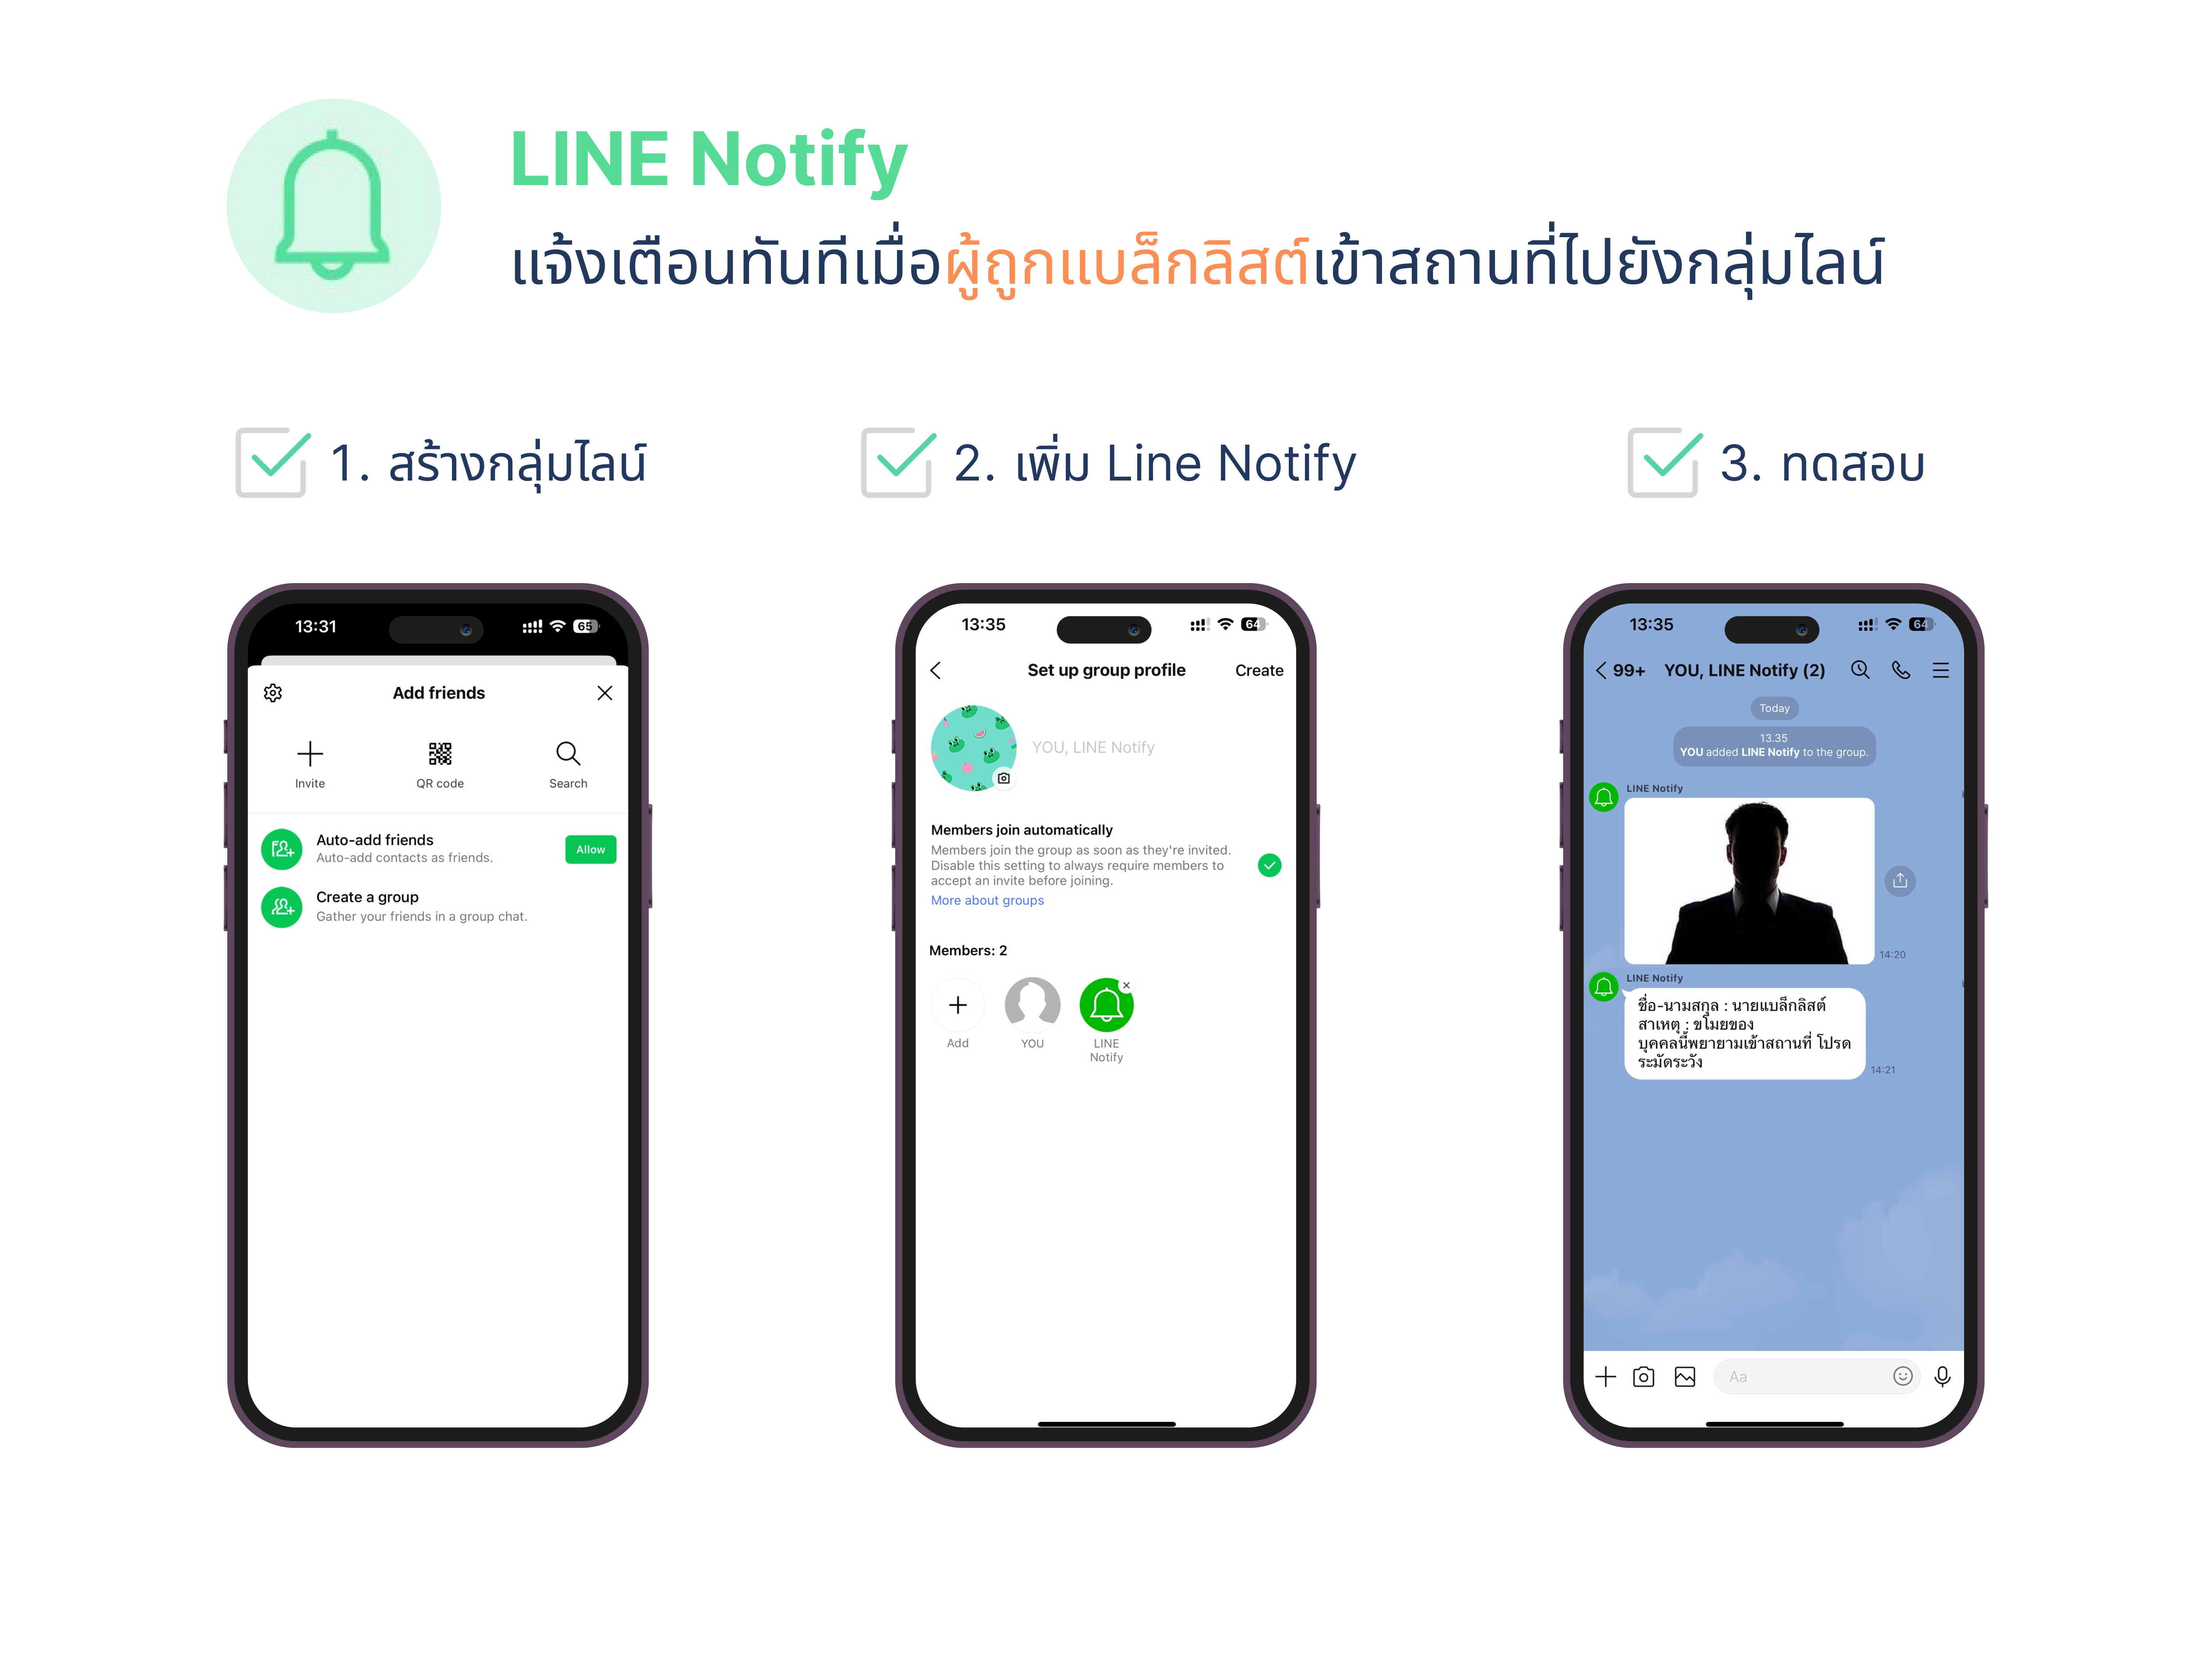 LINE Notify
แจ้งเตือนทันทีเมื่อผู้ถูกแบล็กลิสต์เข้าสถานที่ไปยังกลุ่มไลน์
1. สร้างกลุ่มไลน์
2. เพิ่ม Line Notify
3. ทดสอบ
13:31
65
Add friends
Invite
QR code
Search
Auto-add friends
Auto-add contacts as friends.
Allow
Create a group
Gather your friends in a group chat.
13:35
64
Set up group profile
Create
YOU, LINE Notify
Members join automatically
Members join the group as soon as they're invited.
Disable this setting to always require members to
accept an invite before joining.
More about groups
Members: 2
Add
YOU
LINE
Notify
13:35
64
99+
YOU, LINE Notify (2)
Today
13.35
YOU added LINE Notify to the group.
LINE Notify
14:20
LINE Notify
ชื่อ-นามสกุล : นายแบล็กลิสต์
สาเหตุ : ขโมยของ
บุคคลนี้พยายามเข้าสถานที่ โปรด
ระมัดระวัง
14:21
Aa